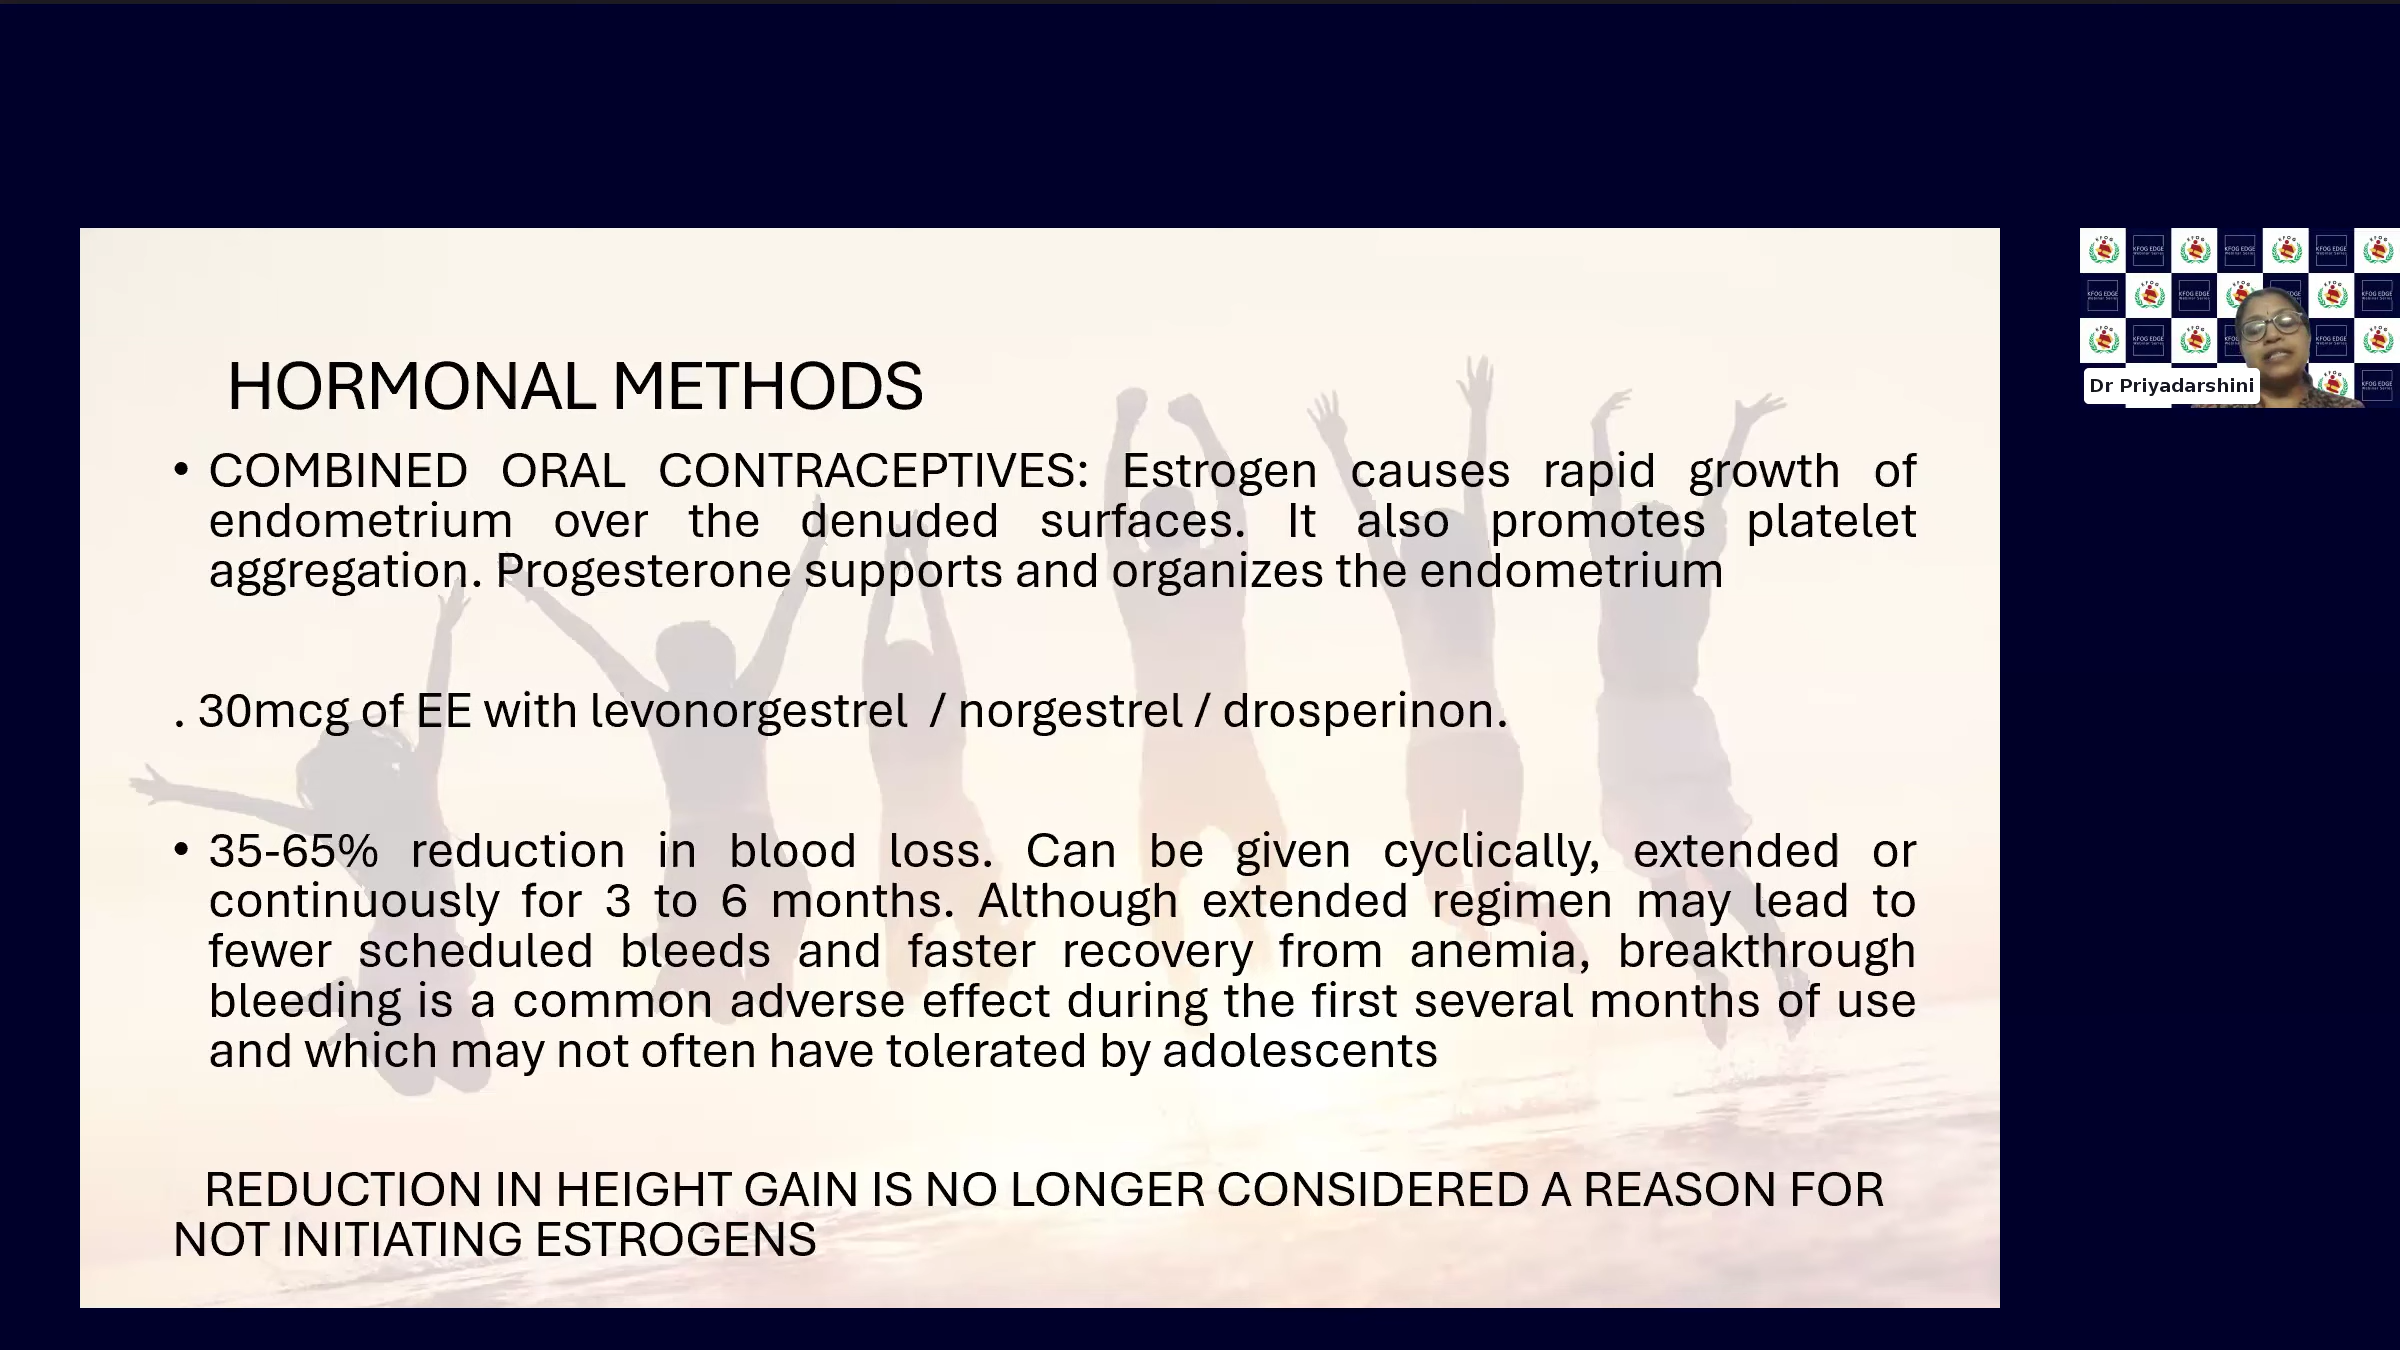 HORMONAL METHODS
• COMBINED ORAL CONTRACEPTIVES: Estrogen causes rapid growth of
endometrium over the denuded surfaces. It also promotes platelet
aggregation. Progesterone supports and organizes the endometrium
. 30mcg of EE with levonorgestrel / norgestrel / drosperinon.
• 35-65% reduction in blood loss. Can be given cyclically, extended or
continuously for 3 to 6 months. Although extended regimen may lead to
fewer scheduled bleeds and faster recovery from anemia, breakthrough
bleeding is a common adverse effect during the first several months of use
and which may not often have tolerated by adolescents
REDUCTION IN HEIGHT GAIN IS NO LONGER CONSIDERED A REASON FOR
NOT INITIATING ESTROGENS
KFOG EDGE
Webinar Series
Dr Priyadarshini